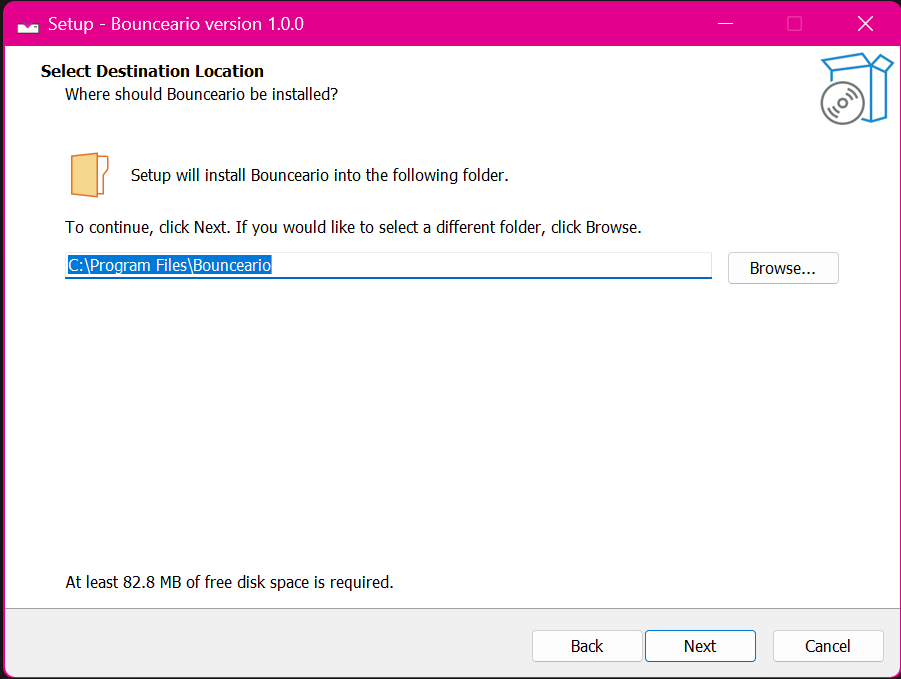 Setup - Bounceario version 1.0.0
Select Destination Location
Where should Bounceario be installed?
Setup will install Bounceario into the following folder.
To continue, click Next. If you would like to select a different folder, click Browse.
C:\Program Files\Bounceario
Browse...
At least 82.8 MB of free disk space is required.
Back
Next
Cancel